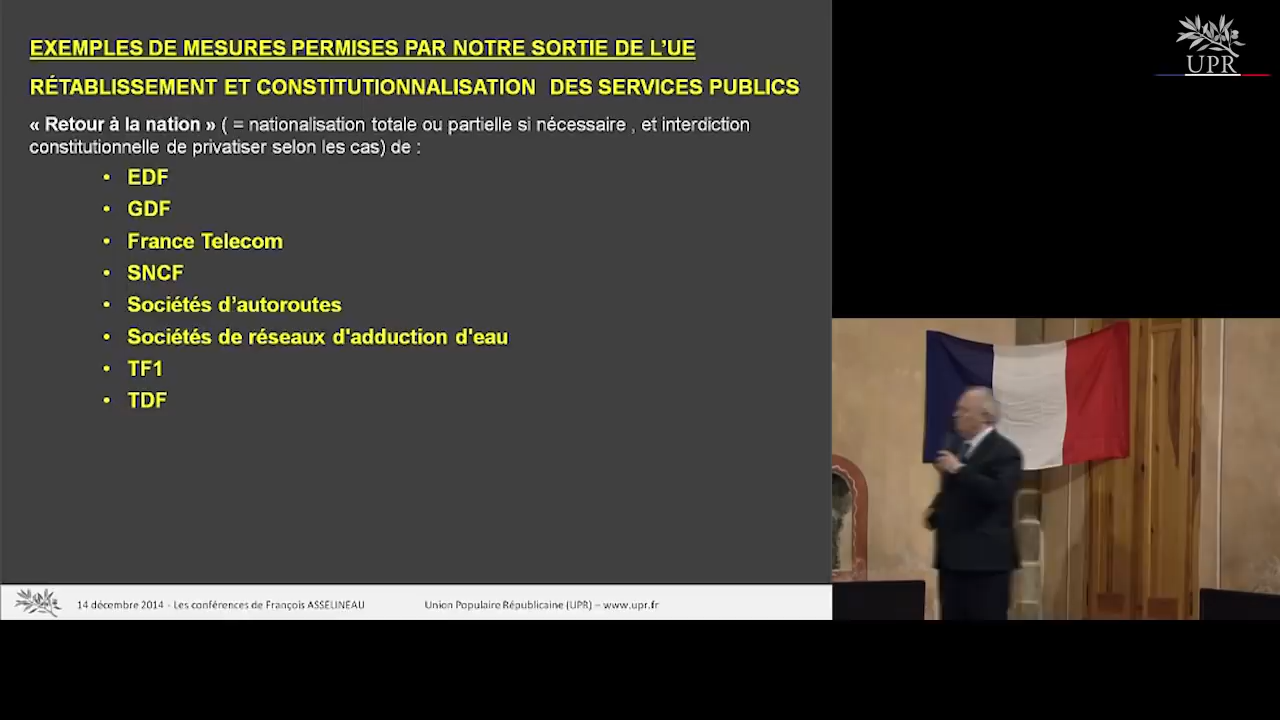 EXEMPLES DE MESURES PERMISES PAR NOTRE SORTIE DE L'UE
RÉTABLISSEMENT ET CONSTITUTIONNALISATION DES SERVICES PUBLICS
« Retour à la nation » ( = nationalisation totale ou partielle si nécessaire , et interdiction
constitutionnelle de privatiser selon les cas) de :
• EDF
• GDF
• France Telecom
• SNCF
• Sociétés d'autoroutes
• Sociétés de réseaux d'adduction d'eau
• TF1
• TDF
14 décembre 2014 - Les conférences de François ASSELINEAU
Union Populaire Républicaine (UPR) – www.upr.fr
UPR